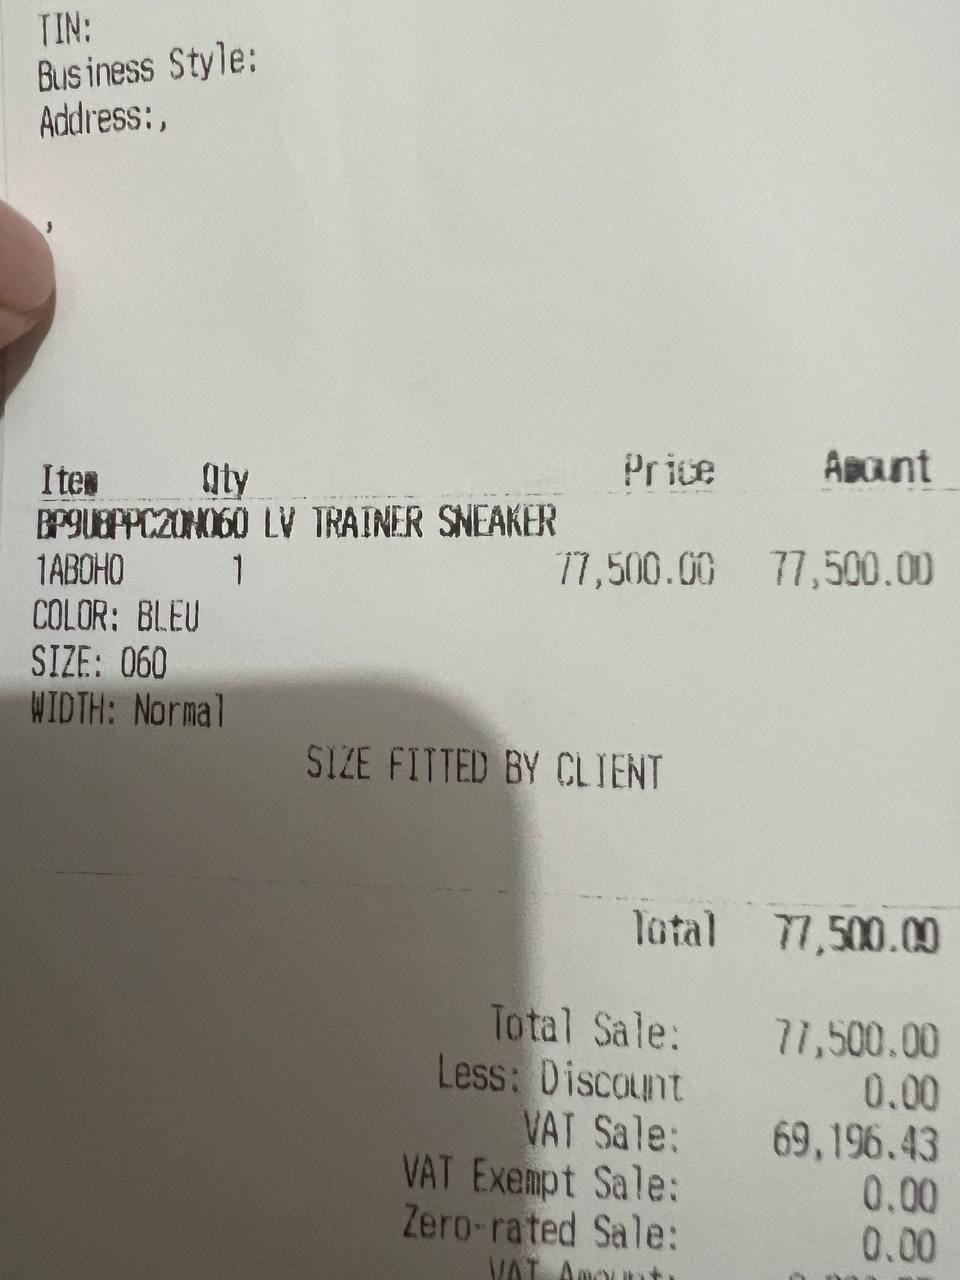 TIN:
Business Style:
Address:,
,
Item Qty Price Amount
LV TRAINER SNEAKER
1AB0H0 1 77,500.00 77,500.00
COLOR: BLEU
SIZE: 060
WIDTH: Normal
SIZE FITTED BY CLIENT
Total 77,500.00
Total Sale: 77,500.00
Less: Discount 0.00
VAT Sale: 69,196.43
VAT Exempt Sale: 0.00
Zero-rated Sale: 0.00
VAT Amount: